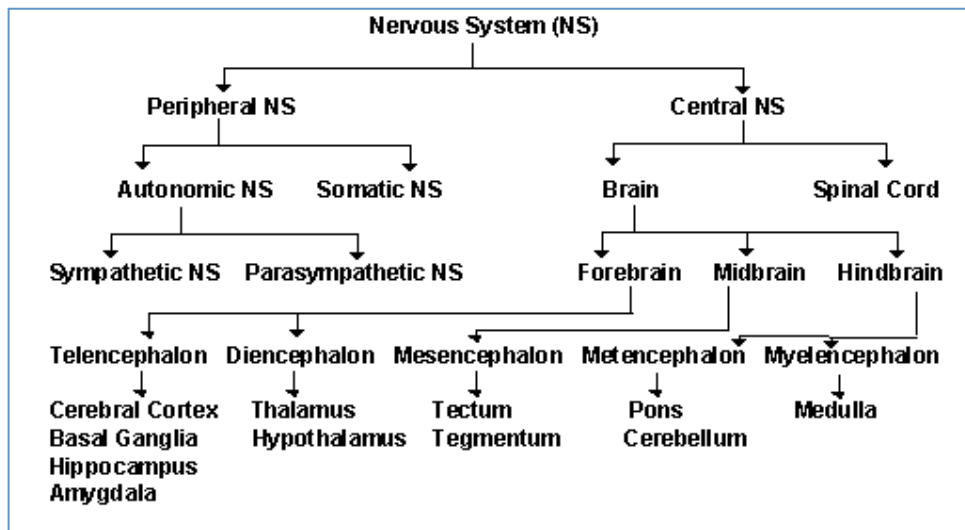 Nervous System (NS)
Peripheral NS Central NS
Autonomic NS Somatic NS Brain Spinal Cord
Sympathetic NS Parasympathetic NS Forebrain Midbrain Hindbrain
Telencephalon Diencephalon Mesencephalon Metencephalon Myelencephalon
Cerebral Cortex Thalamus Tectum Pons Medulla
Basal Ganglia Hypothalamus Tegmentum Cerebellum
Hippocampus
Amygdala